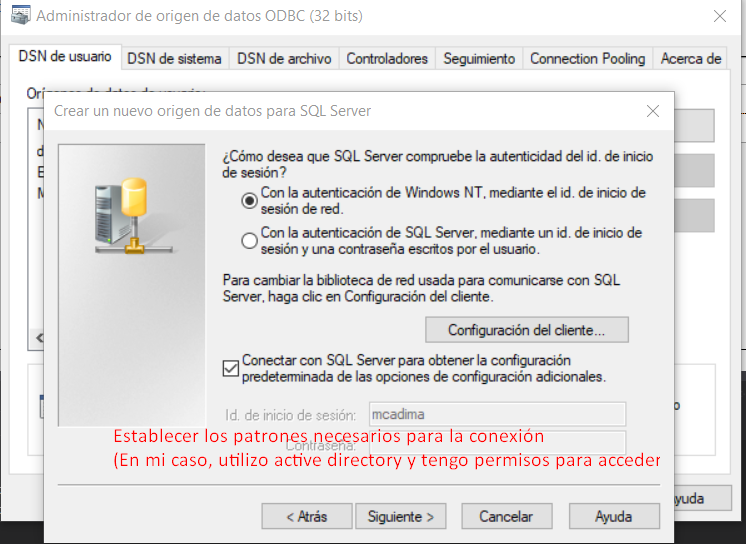 Administrador de origen de datos ODBC (32 bits)
DSN de usuario DSN de sistema DSN de archivo Controladores Seguimiento Connection Pooling Acerca de
Crear un nuevo origen de datos para SQL Server
¿Cómo desea que SQL Server compruebe la autenticidad del id. de inicio
de sesión?
Con la autenticación de Windows NT, mediante el id. de inicio de
sesión de red.
Con la autenticación de SQL Server, mediante un id. de inicio de
sesión y una contraseña escritos por el usuario.
Para cambiar la biblioteca de red usada para comunicarse con SQL
Server, haga clic en Configuración del cliente.
Configuración del cliente...
Conectar con SQL Server para obtener la configuración
predeterminada de las opciones de configuración adicionales.
Id. de inicio de sesión: mcadima
Establecer los patrones necesarios para la conexión
Contraseña:
(En mi caso, utilizo active directory y tengo permisos para acceder
< Atrás Siguiente > Cancelar Ayuda